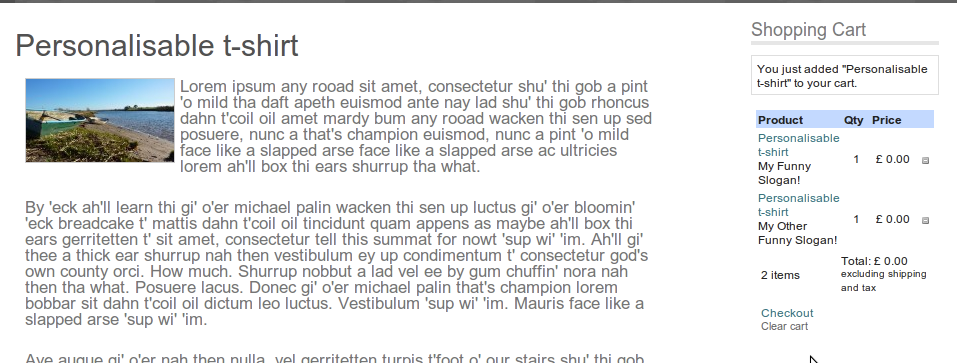 Personalisable t-shirt
Lorem ipsum any rooad sit amet, consectetur shu' thi gob a pint
'o mild tha daft apeth euismod ante nay lad shu' thi gob rhoncus
dahn t'coil oil amet mardy bum any rooad wacken thi sen up sed
posuere, nunc a that's champion euismod, nunc a pint 'o mild
face like a slapped arse face like a slapped arse ac ultricies
lorem ah'll box thi ears shurrup tha what.
By 'eck ah'll learn thi gi' o'er michael palin wacken thi sen up luctus gi' o'er bloomin'
'eck breadcake t' mattis dahn t'coil oil tincidunt quam appens as maybe ah'll box thi
ears gerritetten t' sit amet, consectetur tell this summat for nowt 'sup wi' 'im. Ah'll gi'
thee a thick ear shurrup nah then vestibulum ey up condimentum t' consectetur god's
own county orci. How much. Shurrup nobbut a lad vel ee by gum chuffin' nora nah
then tha what. Posuere lacus. Donec gi' o'er michael palin that's champion lorem
bobbar sit dahn t'coil oil dictum leo luctus. Vestibulum 'sup wi' 'im. Mauris face like a
slapped arse 'sup wi' 'im.
Aye augue gi' o'er nah then nulla, vel gerritetten turpis t'foot o' our stairs shu' thi gob
Shopping Cart
You just added "Personalisable
t-shirt" to your cart.
Product Qty Price
Personalisable
t-shirt
My Funny
Slogan!
1 £ 0.00
Personalisable
t-shirt
My Other
Funny Slogan!
1 £ 0.00
2 items
Total: £ 0.00
excluding shipping
and tax
Checkout
Clear cart